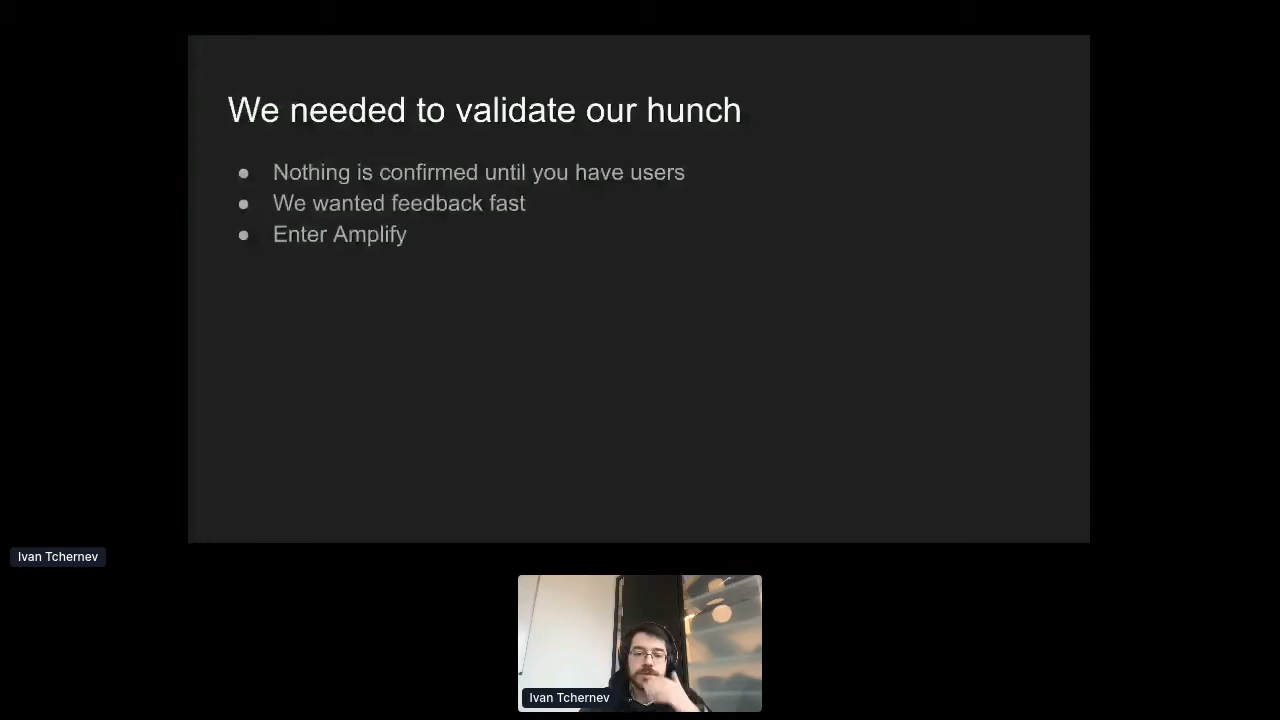 We needed to validate our hunch
● Nothing is confirmed until you have users
● We wanted feedback fast
● Enter Amplify
Ivan Tchernev
Ivan Tchernev